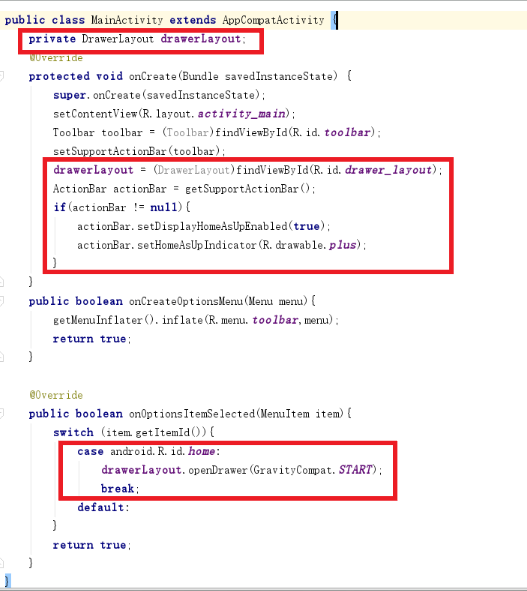 public class MainActivity extends AppCompatActivity {
private DrawerLayout drawerLayout;
@Override
protected void onCreate(Bundle savedInstanceState) {
super.onCreate(savedInstanceState);
setContentView(R.layout.activity_main);
Toolbar toolbar = (Toolbar)findViewById(R.id.toolbar);
setSupportActionBar(toolbar);
drawerLayout = (DrawerLayout)findViewById(R.id.drawer_layout);
ActionBar actionBar = getSupportActionBar();
if(actionBar != null){
actionBar.setDisplayHomeAsUpEnabled(true);
actionBar.setHomeAsUpIndicator(R.drawable.plus);
}
}
public boolean onCreateOptionsMenu(Menu menu){
getMenuInflater().inflate(R.menu.toolbar,menu);
return true;
}
@Override
public boolean onOptionsItemSelected(MenuItem item){
switch (item.getItemId()){
case android.R.id.home:
drawerLayout.openDrawer(GravityCompat.START);
break;
default:
}
return true;
}
}